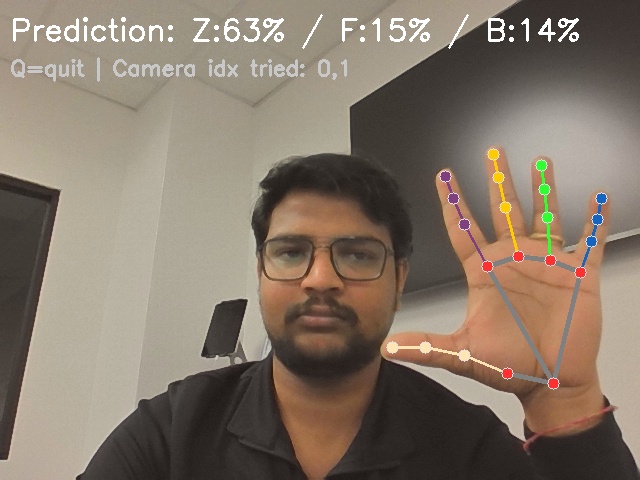 Prediction: Z:63% / F:15% / B:14%
Q=quit | Camera idx tried: 0,1